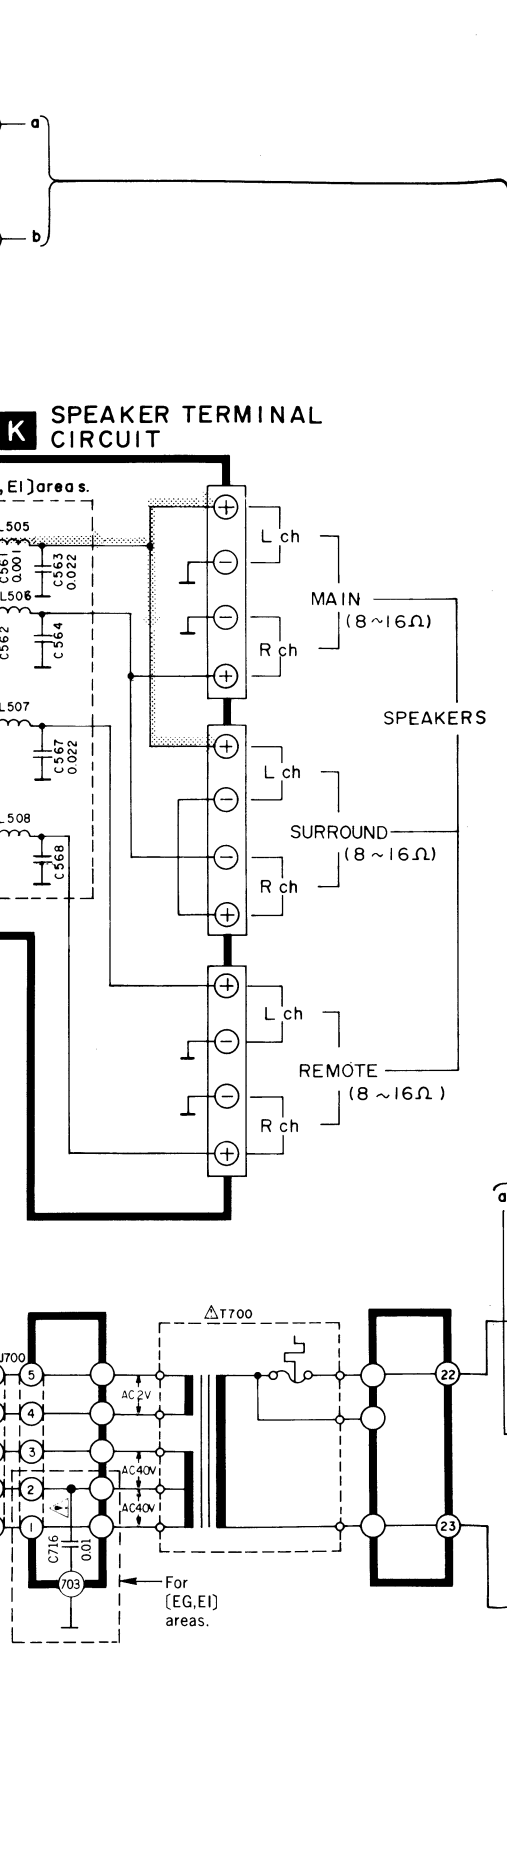 a
b
K
SPEAKER TERMINAL
CIRCUIT
, EI] areas.
L505
C561
0.001
C563
0.022
L506
C562
C564
L507
C567
0.022
L508
C568
+
L ch
−
−
R ch
+
MAIN
(8~16Ω)
SPEAKERS
+
L ch
−
SURROUND
(8~16Ω)
−
R ch
+
+
L ch
−
REMOTE
(8~16Ω)
−
R ch
+
a
⚠T700
J700
5
4
3
2
1
AC 2V
AC40V
AC40V
22
23
C716
0.01
703
For
[EG,EI]
areas.